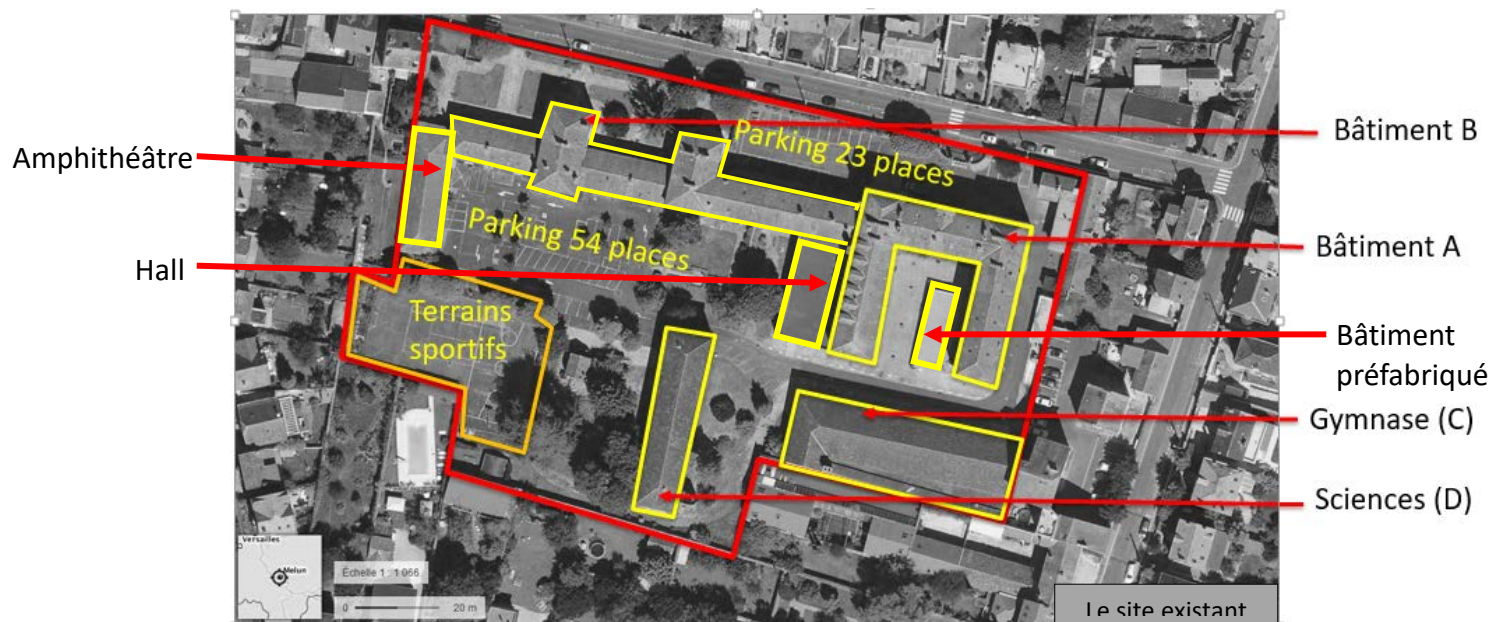 Bâtiment B
Parking 23 places
Amphithéâtre
Parking 54 places
Bâtiment A
Hall
Terrains
sportifs
Bâtiment
préfabriqué
Gymnase (C)
Sciences (D)
Versailles
Melun
Échelle 1 : 1 066
0 20 m
Le site existant